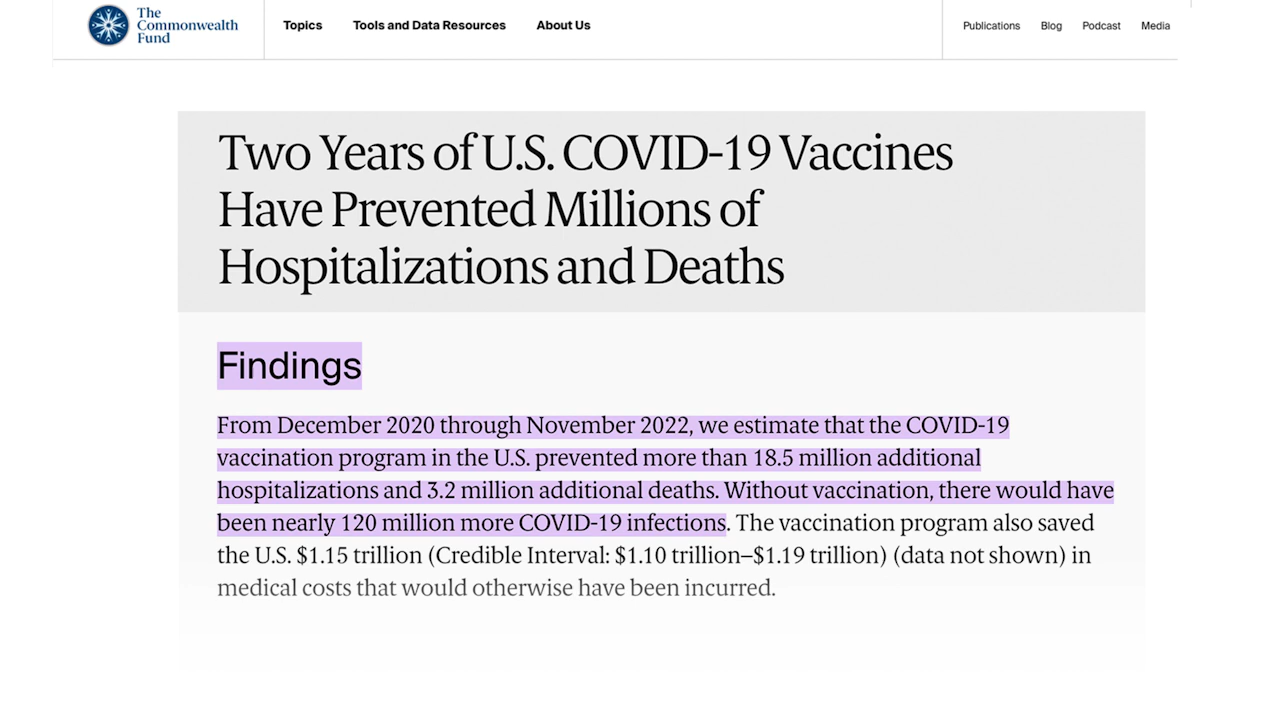 The
Commonwealth
Fund
Topics
Tools and Data Resources
About Us
Publications
Blog
Podcast
Media
Two Years of U.S. COVID-19 Vaccines
Have Prevented Millions of
Hospitalizations and Deaths
Findings
From December 2020 through November 2022, we estimate that the COVID-19
vaccination program in the U.S. prevented more than 18.5 million additional
hospitalizations and 3.2 million additional deaths. Without vaccination, there would have
been nearly 120 million more COVID-19 infections. The vaccination program also saved
the U.S. $1.15 trillion (Credible Interval: $1.10 trillion–$1.19 trillion) (data not shown) in
medical costs that would otherwise have been incurred.